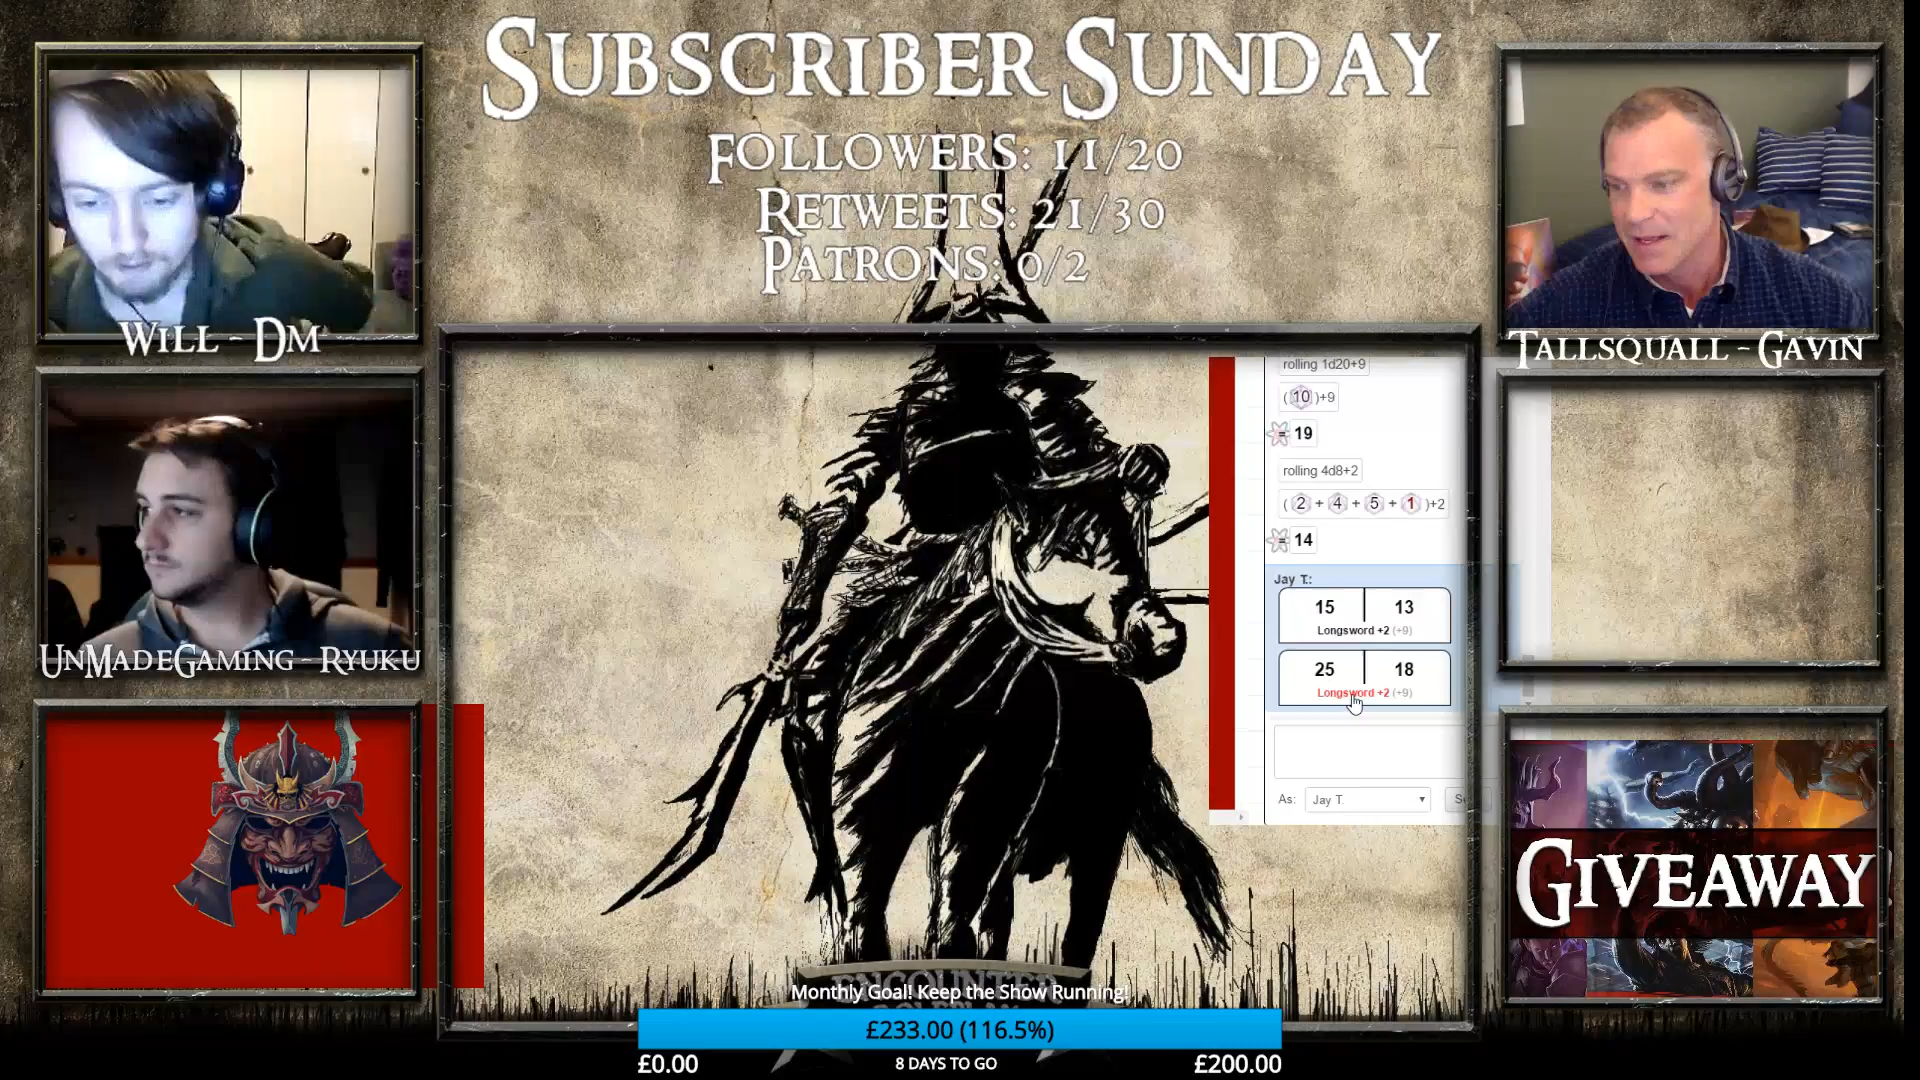 SUBSCRIBER SUNDAY
FOLLOWERS: 11/20
RETWEETS: 21/30
PATRONS: 0/2
WILL - DM
TALLSQUALL - GAVIN
UNMADEGAMING - RYUKU
rolling 1d20+9
(10)+9
= 19
rolling 4d8+2
(2 + 4 + 5 + 1)+2
= 14
Jay T.:
15 13
Longsword +2 (+9)
25 18
Longsword +2 (+9)
As: Jay T.
GIVEAWAY
ENCOUNTER
Monthly Goal! Keep the Show Running!
£233.00 (116.5%)
£0.00 8 DAYS TO GO £200.00